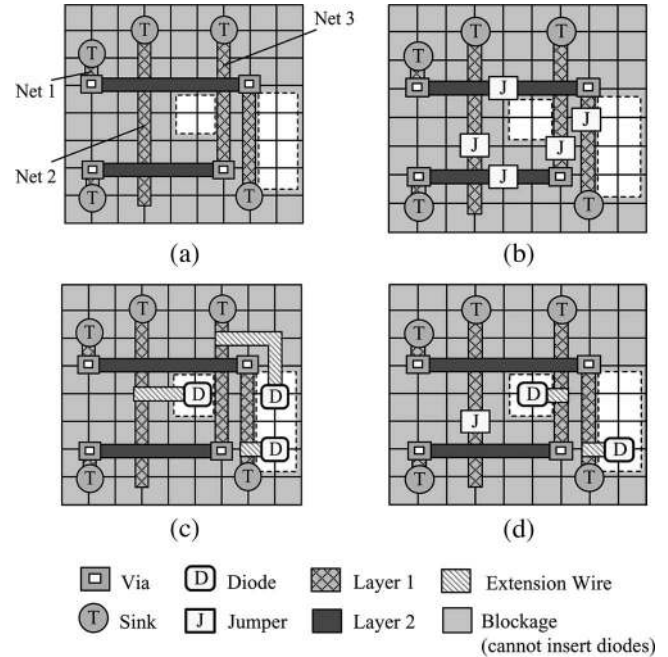 T T T Net 3
Net 1
Net 2
T T
(a)
T T T
J
J
J J
J
T T
(b)
T T T
D D
D
T T
(c)
T T T
D
J
D
T T
(d)
Via D Diode Layer 1 Extension Wire
T Sink J Jumper Layer 2 Blockage
(cannot insert diodes)